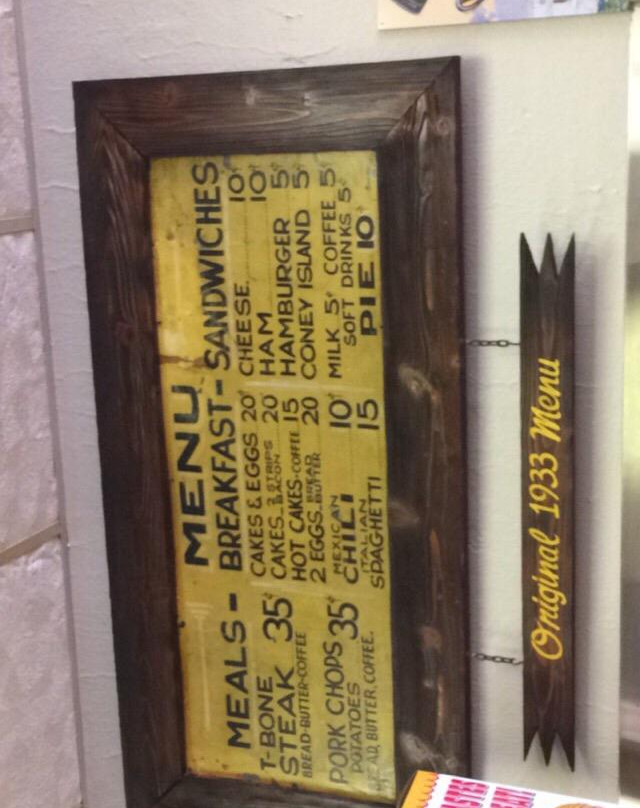 MENU
MEALS - BREAKFAST - SANDWICHES
T-BONE
STEAK 35¢
BREAD-BUTTER-COFFEE
PORK CHOPS 35¢
POTATOES
BUTTER, COFFEE.
CAKES & EGGS 20¢
CAKES 3 STRIPS BACON 20
HOT CAKES-COFFEE 15
2 EGGS BREAD BUTTER 20
MEXICAN
CHILI 10¢
ITALIAN
SPAGHETTI 15
CHEESE 10¢
HAM 10¢
HAMBURGER 5¢
CONEY ISLAND 5¢
MILK 5¢ COFFEE 5
SOFT DRINKS 5¢
PIE 10¢
Original 1933 Menu